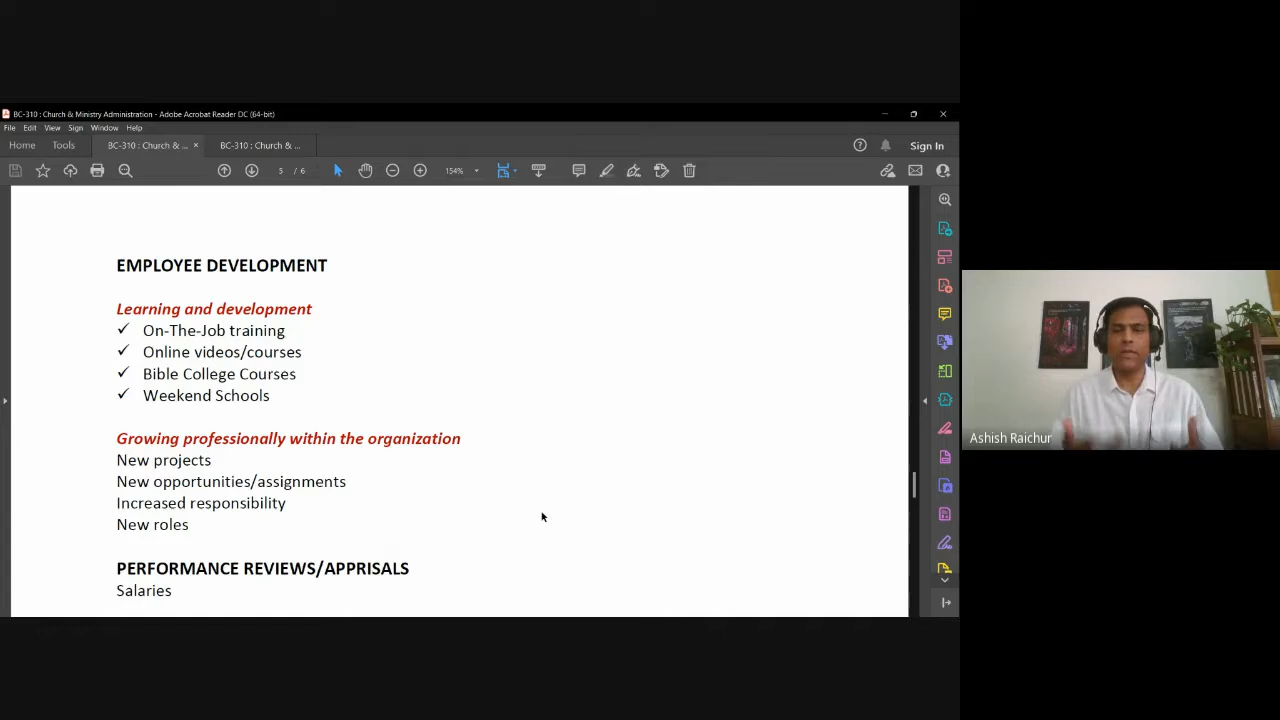 BC-310 : Church & Ministry Administration - Adobe Acrobat Reader DC (64-bit)
File Edit View Sign Window Help
Home Tools BC-310 : Church & ... × BC-310 : Church & ... Sign In
5 / 6 154%
EMPLOYEE DEVELOPMENT
Learning and development
✓ On-The-Job training
✓ Online videos/courses
✓ Bible College Courses
✓ Weekend Schools
Growing professionally within the organization
New projects
New opportunities/assignments
Increased responsibility
New roles
PERFORMANCE REVIEWS/APPRISALS
Salaries
Ashish Raichur